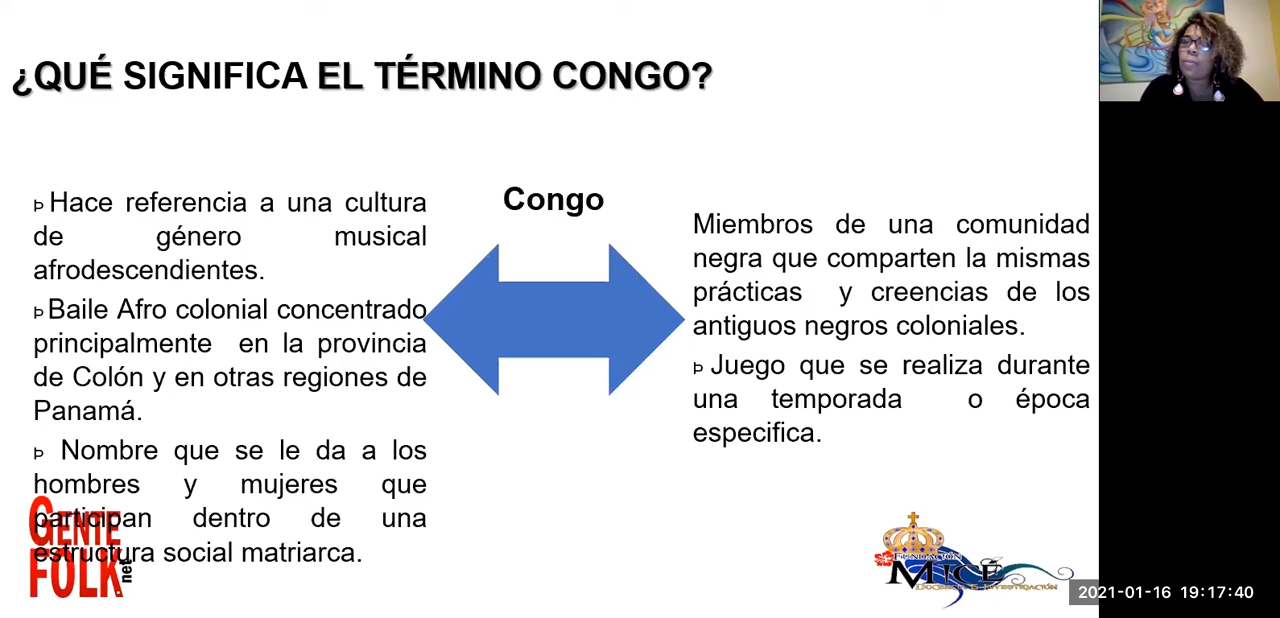 ¿QUÉ SIGNIFICA EL TÉRMINO CONGO?
Þ Hace referencia a una cultura
de género musical
afrodescendientes.
Þ Baile Afro colonial concentrado
principalmente en la provincia
de Colón y en otras regiones de
Panamá.
Þ Nombre que se le da a los
hombres y mujeres que
participan dentro de una
estructura social matriarca.
Congo
Miembros de una comunidad
negra que comparten la mismas
prácticas y creencias de los
antiguos negros coloniales.
Þ Juego que se realiza durante
una temporada o época
especifica.
GENTE
FOLK
.net
FUNDACIÓN
MICÉ
DOCENCIA E INVESTIGACIÓN
2021-01-16 19:17:40